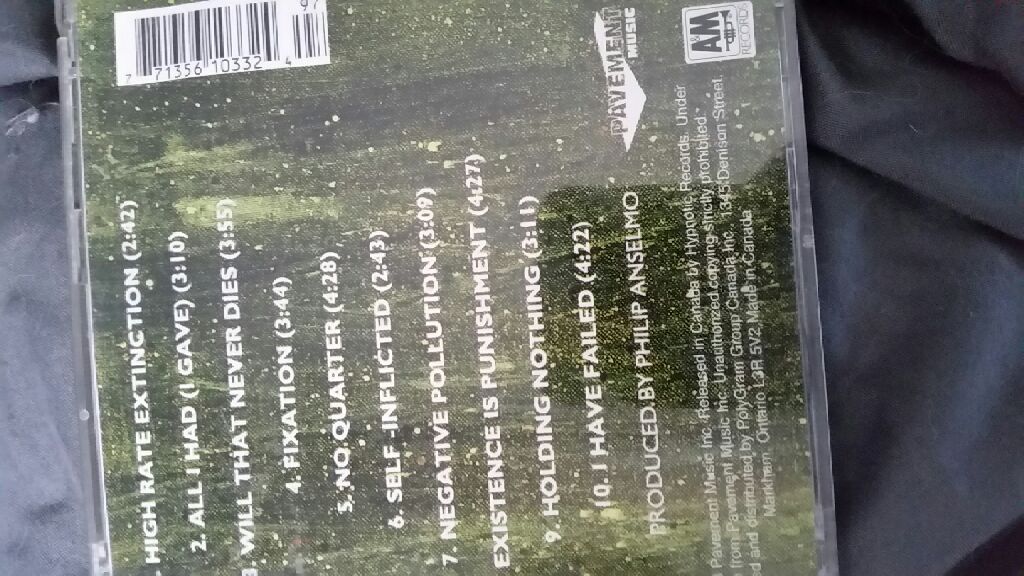 HIGH RATE EXTINCTION (2:42)
2. ALL I HAD (I GAVE) (3:10)
. WILL THAT NEVER DIES (3:55)
4. FIXATION (3:44)
5. NO QUARTER (4:28)
6. SELF-INFLICTED (2:43)
7. NEGATIVE POLLUTION (3:09)
EXISTENCE IS PUNISHMENT (4:27)
9. HOLDING NOTHING (3:11)
10. I HAVE FAILED (4:22)
PRODUCED BY PHILIP ANSELMO
Pavement Music Inc. Released in Canada by Hypnotic Records. Under
from Pavement Music, Inc. Unauthorized copying strictly prohibited.
and distributed by PolyGram Group Canada Inc. 1345 Denison Street,
Markham, Ontario L3R 5V2. Made in Canada
7 71356 10332 4
97
PAVEMENT
MUSIC
A&M
RECORDS